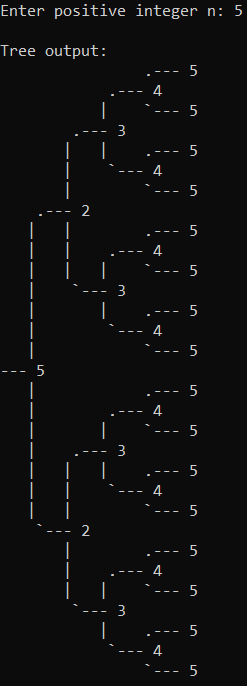 Enter positive integer n: 5

Tree output:
                .--- 5
            .--- 4
           |    `--- 5
        .--- 3
       |   |    .--- 5
       |    `--- 4
       |        `--- 5
    .--- 2
   |   |        .--- 5
   |   |    .--- 4
   |   |   |    `--- 5
   |    `--- 3
   |       |    .--- 5
   |        `--- 4
   |            `--- 5
--- 5
   |            .--- 5
   |        .--- 4
   |       |    `--- 5
   |    .--- 3
   |   |   |    .--- 5
   |   |    `--- 4
   |   |        `--- 5
    `--- 2
       |        .--- 5
       |    .--- 4
       |   |    `--- 5
        `--- 3
           |    .--- 5
            `--- 4
                `--- 5